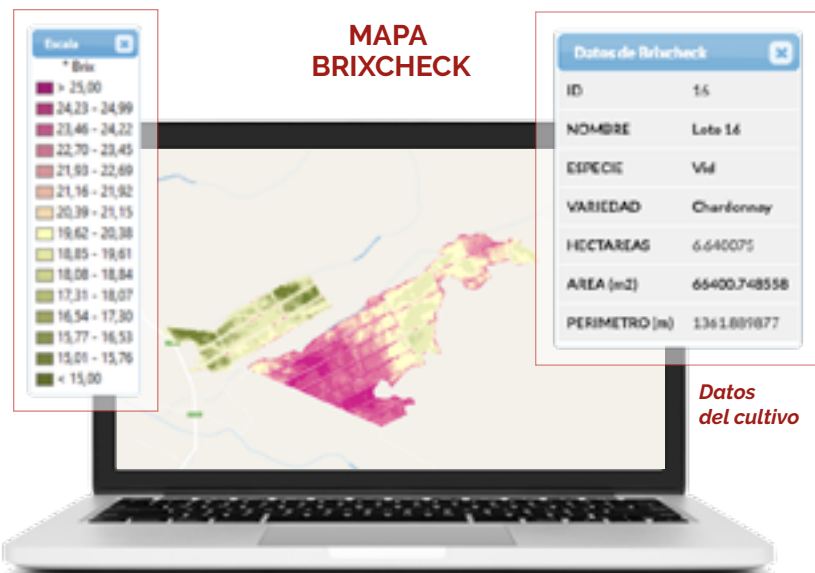 MAPA
BRIXCHECK
Escala
° Brix
> 25,00
24,23 - 24,99
23,46 - 24,22
22,70 - 23,45
21,93 - 22,69
21,16 - 21,92
20,39 - 21,15
19,62 - 20,38
18,85 - 19,61
18,08 - 18,84
17,31 - 18,07
16,54 - 17,30
15,77 - 16,53
15,01 - 15,76
< 15,00
Datos de Brixcheck
ID 16
NOMBRE Lote 16
ESPECIE Vid
VARIEDAD Chardonnay
HECTAREAS 6.640075
AREA (m2) 66400.748558
PERIMETRO (m) 1361.889877
Datos
del cultivo